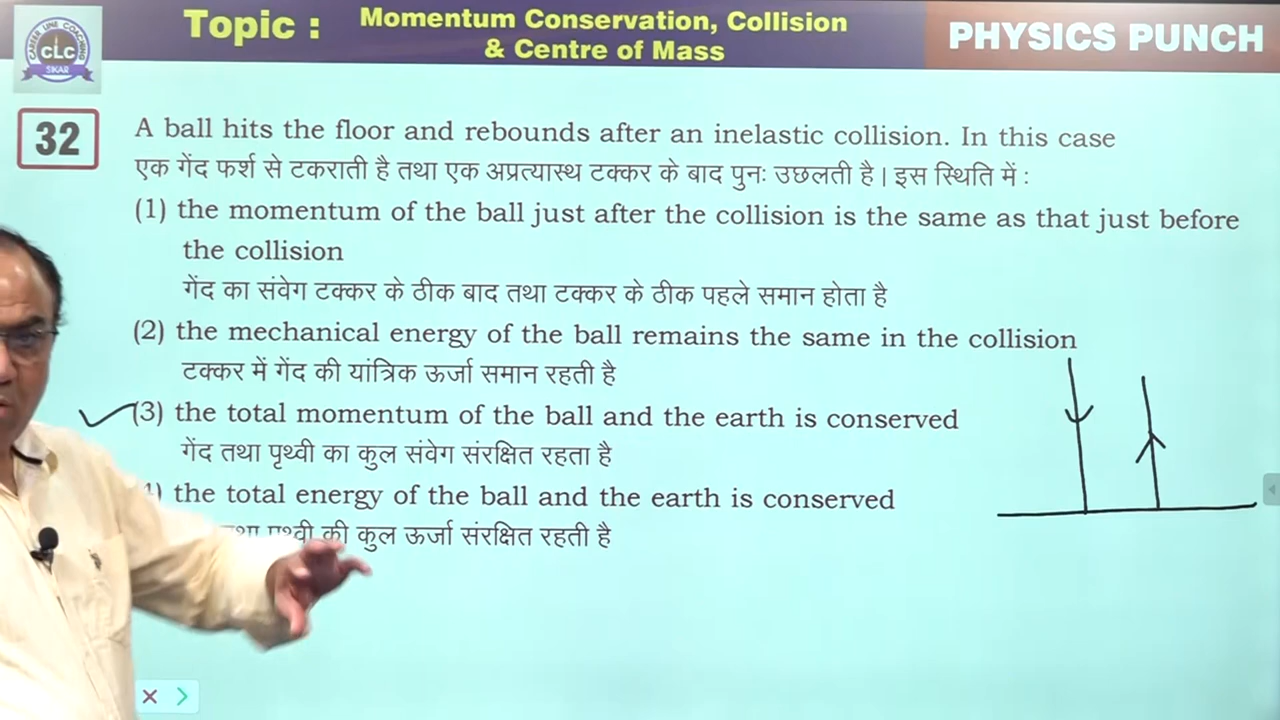 CAREER LINE COACHING
CLC
SIKAR
Topic : Momentum Conservation, Collision
& Centre of Mass
PHYSICS PUNCH
32
A ball hits the floor and rebounds after an inelastic collision. In this case
एक गेंद फर्श से टकराती है तथा एक अप्रत्यास्थ टक्कर के बाद पुनः उछलती है। इस स्थिति में :
(1) the momentum of the ball just after the collision is the same as that just before
the collision
गेंद का संवेग टक्कर के ठीक बाद तथा टक्कर के ठीक पहले समान होता है
(2) the mechanical energy of the ball remains the same in the collision
टक्कर में गेंद की यांत्रिक ऊर्जा समान रहती है
(3) the total momentum of the ball and the earth is conserved
गेंद तथा पृथ्वी का कुल संवेग संरक्षित रहता है
the total energy of the ball and the earth is conserved
पृथ्वी की कुल ऊर्जा संरक्षित रहती है